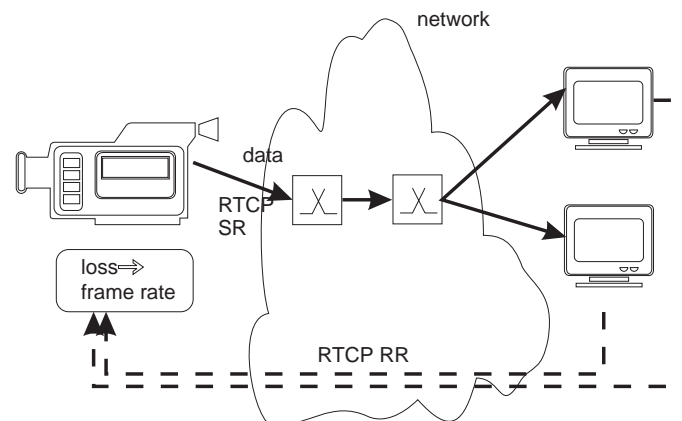 network
data
RTCP
SR
loss⇒
frame rate
RTCP RR